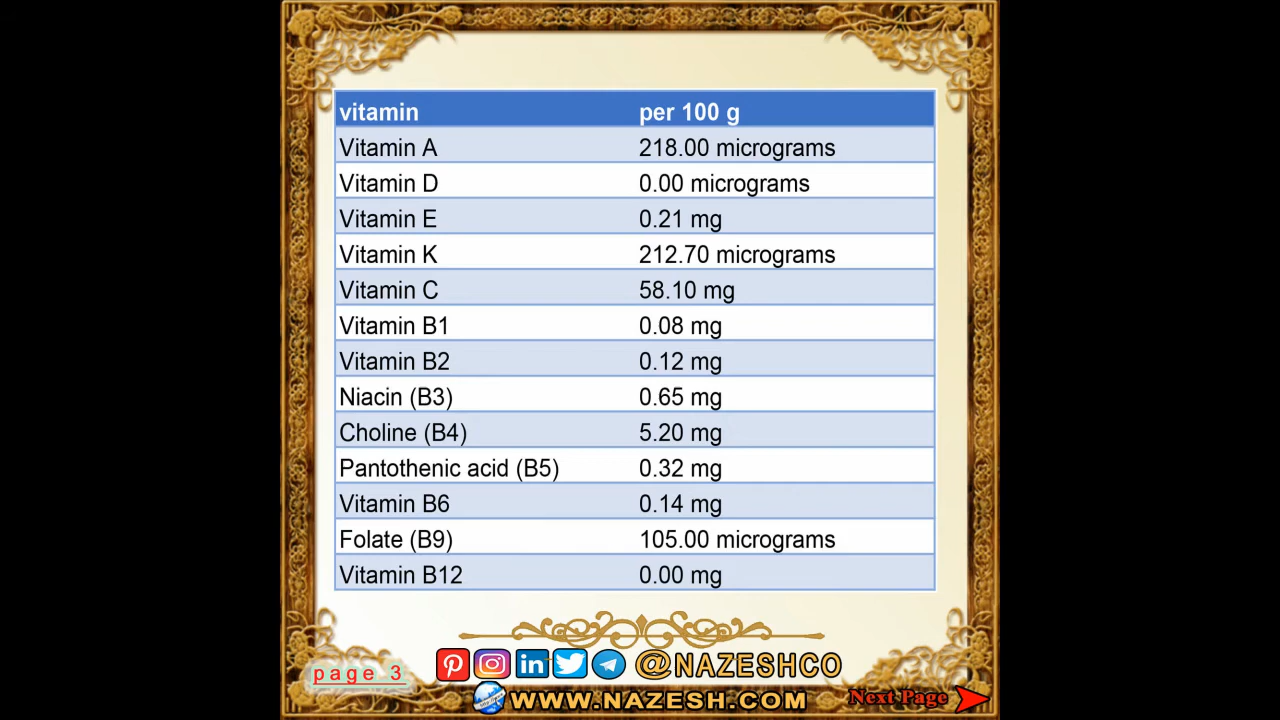 vitamin per 100 g
Vitamin A 218.00 micrograms
Vitamin D 0.00 micrograms
Vitamin E 0.21 mg
Vitamin K 212.70 micrograms
Vitamin C 58.10 mg
Vitamin B1 0.08 mg
Vitamin B2 0.12 mg
Niacin (B3) 0.65 mg
Choline (B4) 5.20 mg
Pantothenic acid (B5) 0.32 mg
Vitamin B6 0.14 mg
Folate (B9) 105.00 micrograms
Vitamin B12 0.00 mg
@NAZESHCO
page 3
WWW.NAZESH.COM
Next Page